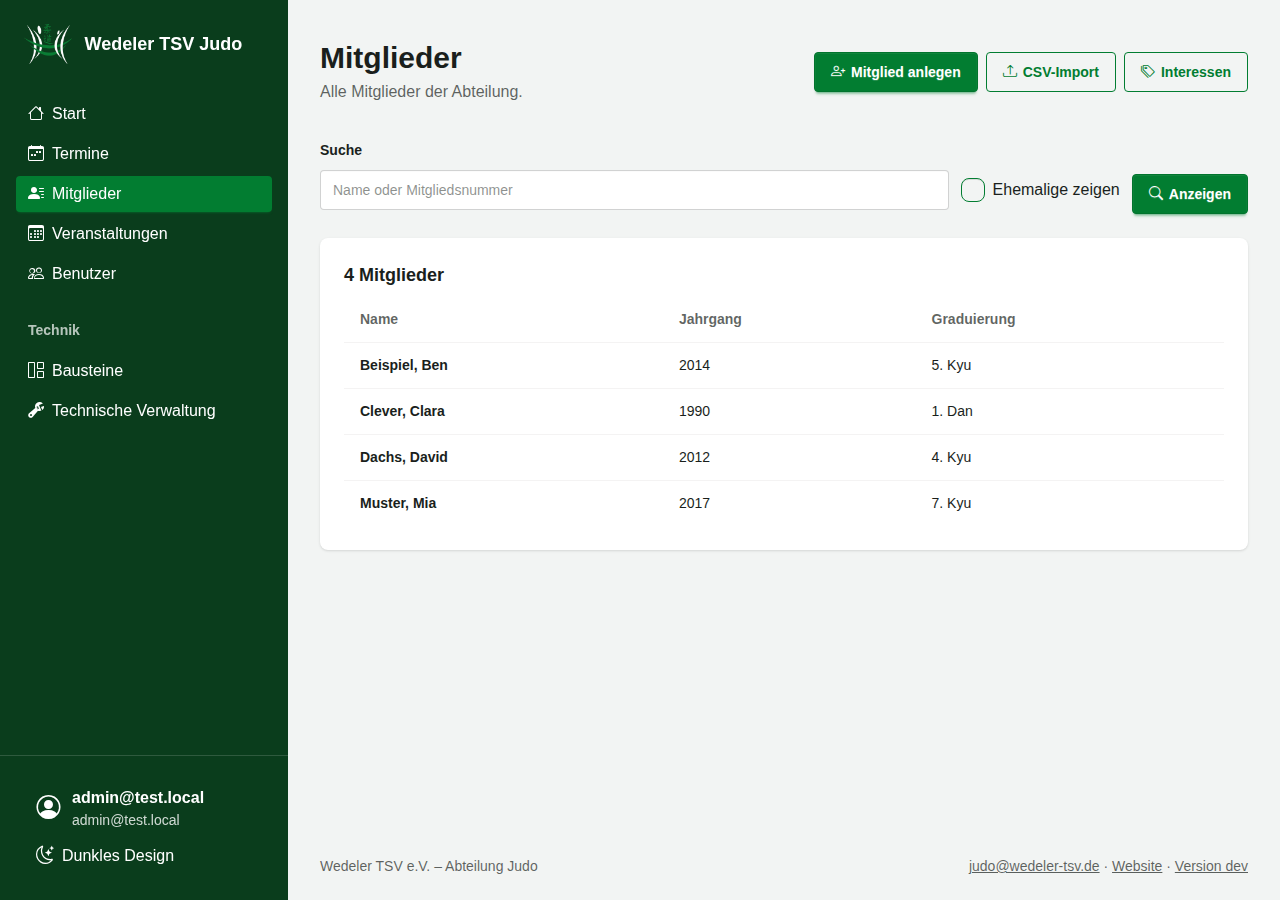 Wedeler TSV Judo
Start
Termine
Mitglieder
Veranstaltungen
Benutzer
Technik
Bausteine
Technische Verwaltung
admin@test.local
admin@test.local
Dunkles Design
Mitglieder
Alle Mitglieder der Abteilung.
Mitglied anlegen
CSV-Import
Interessen
Suche
Name oder Mitgliedsnummer
Ehemalige zeigen
Anzeigen
4 Mitglieder
Name Jahrgang Graduierung
Beispiel, Ben 2014 5. Kyu
Clever, Clara 1990 1. Dan
Dachs, David 2012 4. Kyu
Muster, Mia 2017 7. Kyu
Wedeler TSV e.V. – Abteilung Judo
judo@wedeler-tsv.de · Website · Version dev